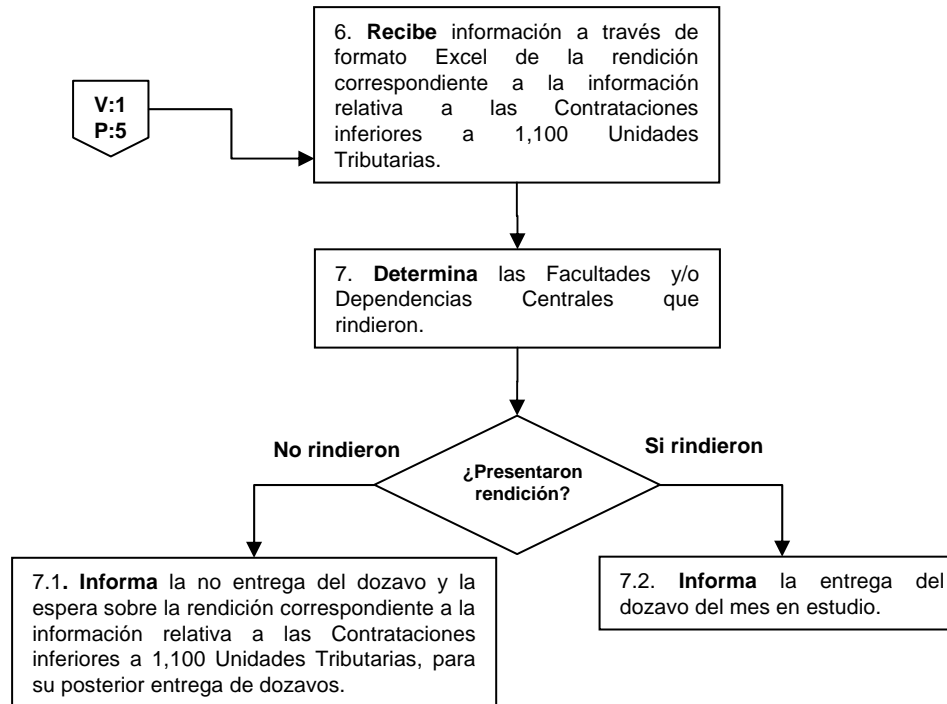 6. Recibe información a través de
formato Excel de la rendición
correspondiente a la información
relativa a las Contrataciones
inferiores a 1,100 Unidades
Tributarias.
V:1
P:5
7. Determina las Facultades y/o
Dependencias Centrales que
rindieron.
No rindieron
Si rindieron
¿Presentaron
rendición?
7.1. Informa la no entrega del dozavo y la
espera sobre la rendición correspondiente a la
información relativa a las Contrataciones
inferiores a 1,100 Unidades Tributarias, para
su posterior entrega de dozavos.
7.2. Informa la entrega del
dozavo del mes en estudio.